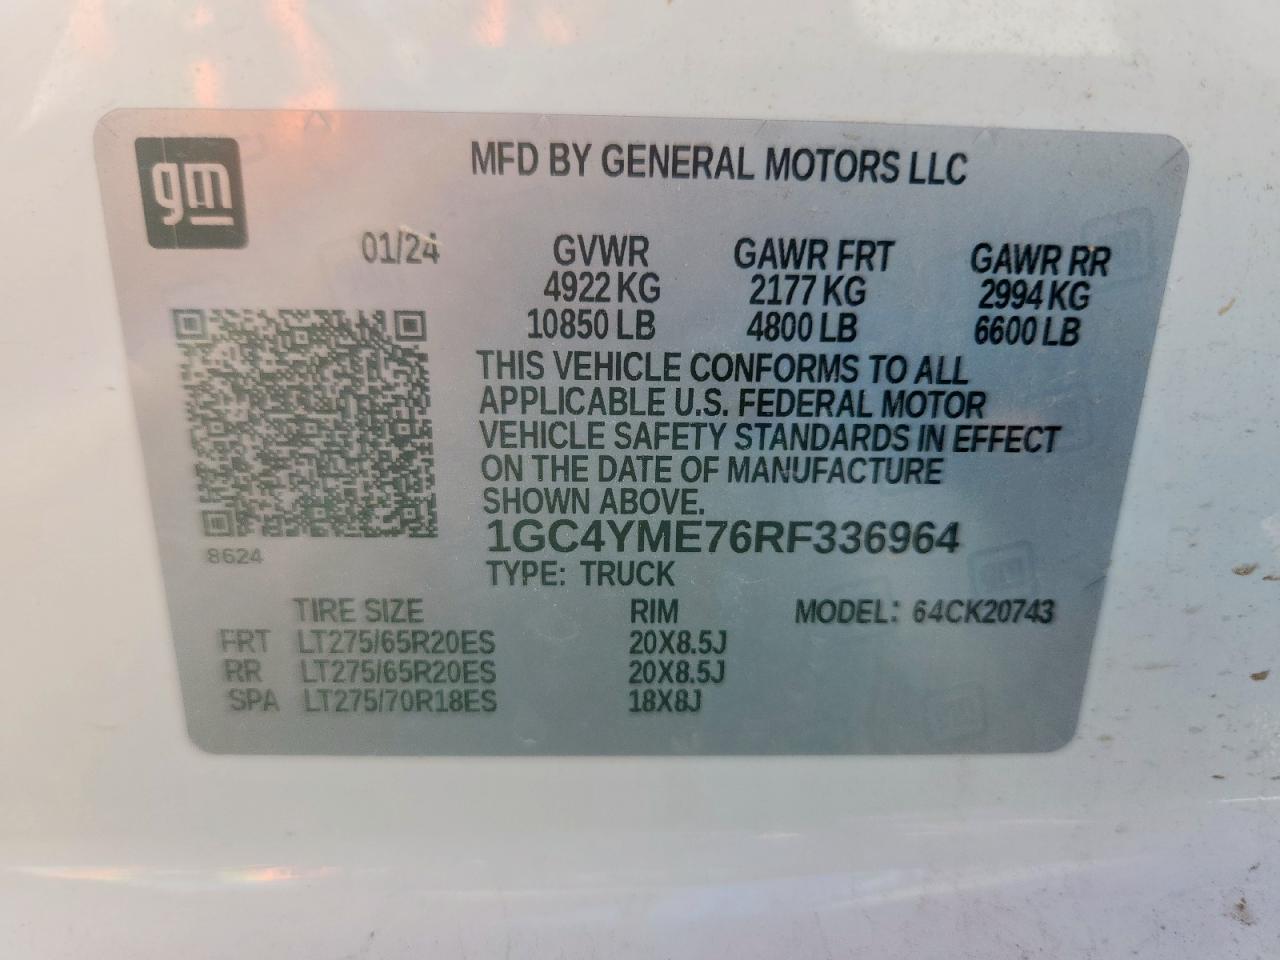 gm
MFD BY GENERAL MOTORS LLC
01/24 GVWR GAWR FRT GAWR RR
4922 KG 2177 KG 2994 KG
10850 LB 4800 LB 6600 LB
THIS VEHICLE CONFORMS TO ALL
APPLICABLE U.S. FEDERAL MOTOR
VEHICLE SAFETY STANDARDS IN EFFECT
ON THE DATE OF MANUFACTURE
SHOWN ABOVE.
1GC4YME76RF336964
8624
TYPE: TRUCK
TIRE SIZE RIM MODEL: 64CK20743
FRT LT275/65R20ES 20X8.5J
RR LT275/65R20ES 20X8.5J
SPA LT275/70R18ES 18X8J